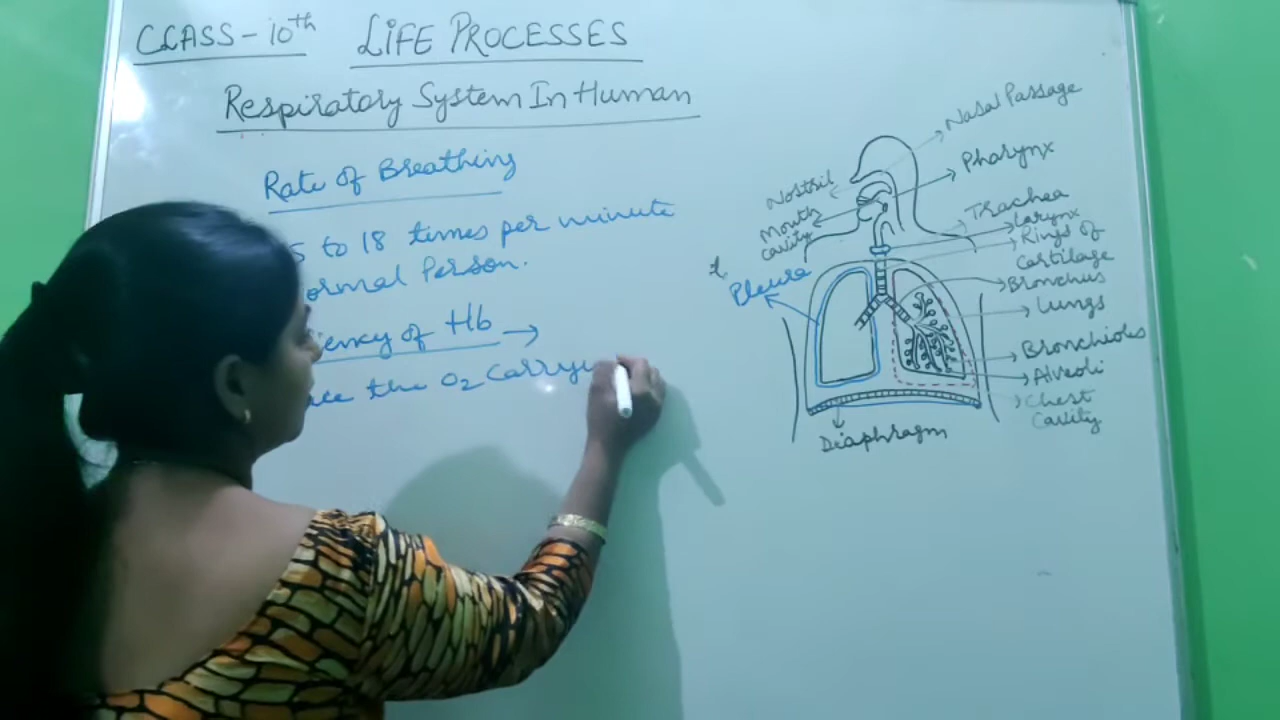 CLASS - 10th LIFE PROCESSES
Respiratory System In Human
Rate of Breathing
5 to 18 times per minute
ormal Person.
iency of Hb →
the O2 Carry
Nasal Passage
Pharynx
Nostril
Mouth
Cavity
Trachea
Larynx
Rings of
Cartilage
Pleura
Bronchus
Lungs
Bronchioles
Alveoli
Chest
Cavity
Diaphragm